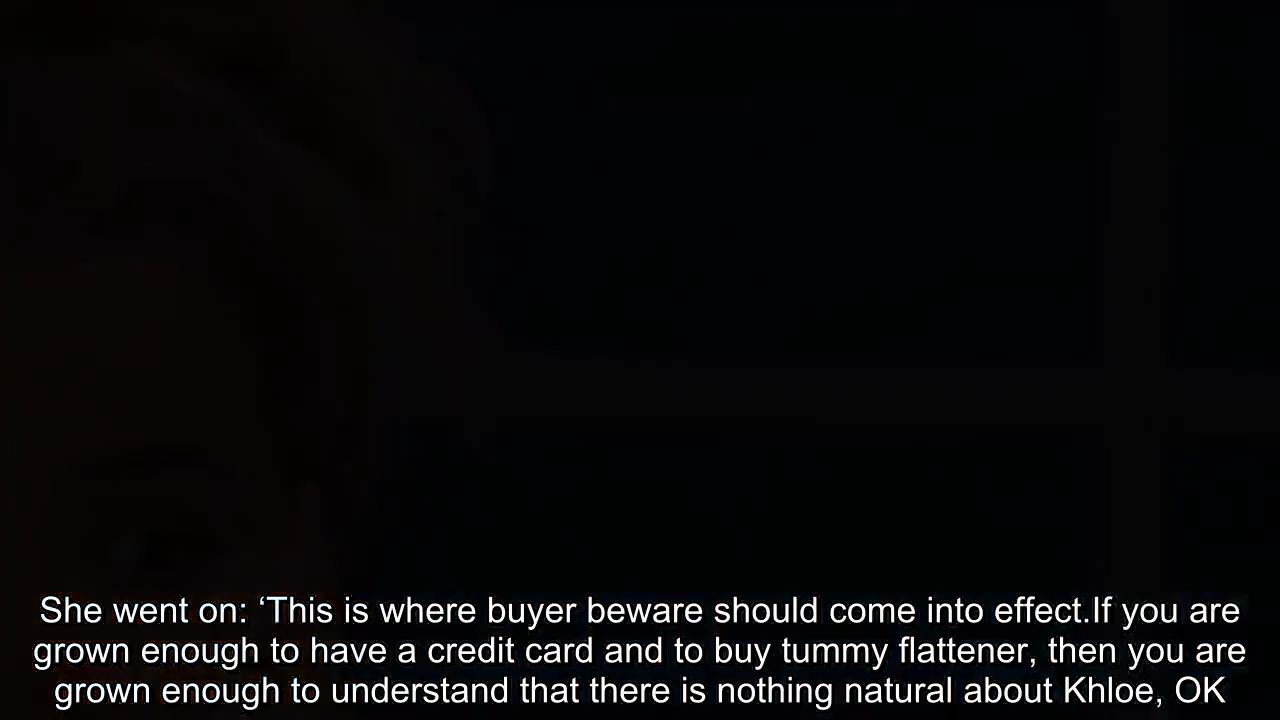 She went on: ‘This is where buyer beware should come into effect.If you are
grown enough to have a credit card and to buy tummy flattener, then you are
grown enough to understand that there is nothing natural about Khloe, OK